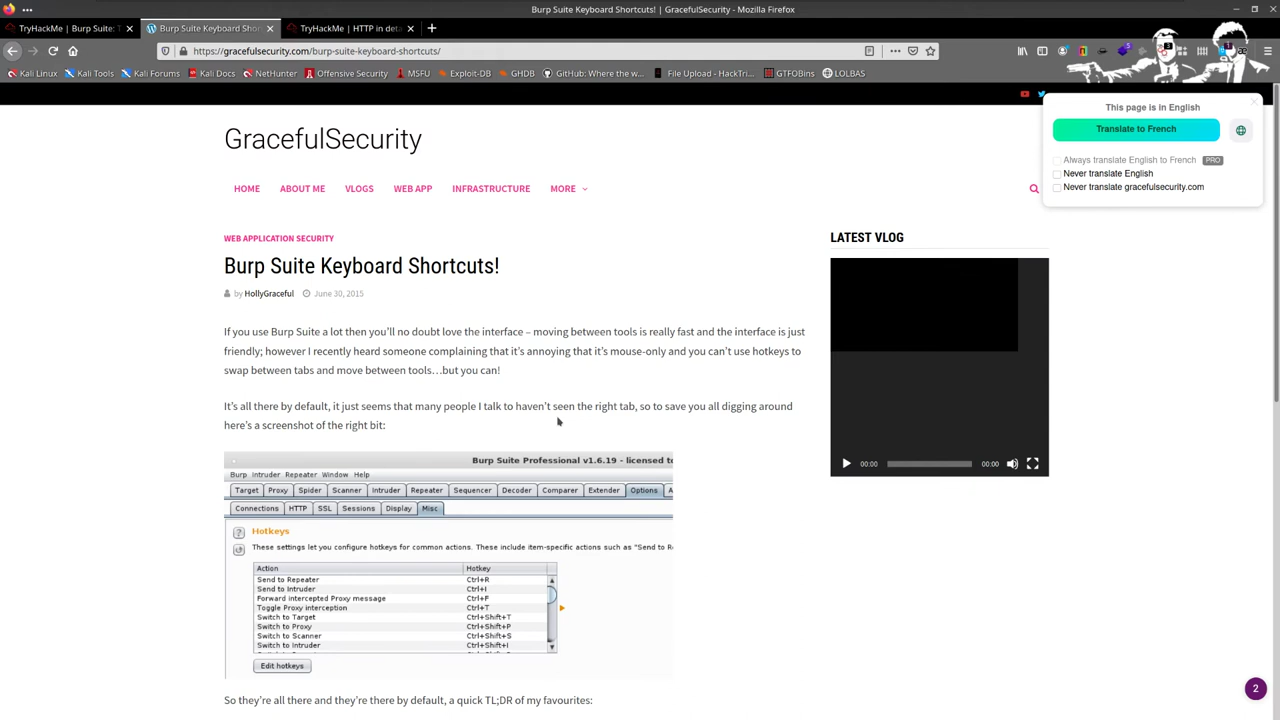 Burp Suite Keyboard Shortcuts! | GracefulSecurity - Mozilla Firefox
TryHackMe | Burp Suite: T
Burp Suite Keyboard Shor
TryHackMe | HTTP in deta
https://gracefulsecurity.com/burp-suite-keyboard-shortcuts/
Kali Linux
Kali Tools
Kali Forums
Kali Docs
NetHunter
Offensive Security
MSFU
Exploit-DB
GHDB
GitHub: Where the w...
File Upload - HackTri...
GTFOBins
LOLBAS
This page is in English
Translate to French
Always translate English to French PRO
Never translate English
Never translate gracefulsecurity.com
GracefulSecurity
HOME ABOUT ME VLOGS WEB APP INFRASTRUCTURE MORE
WEB APPLICATION SECURITY
Burp Suite Keyboard Shortcuts!
by HollyGraceful June 30, 2015
If you use Burp Suite a lot then you’ll no doubt love the interface – moving between tools is really fast and the interface is just
friendly; however I recently heard someone complaining that it’s annoying that it’s mouse-only and you can’t use hotkeys to
swap between tabs and move between tools…but you can!
It’s all there by default, it just seems that many people I talk to haven’t seen the right tab, so to save you all digging around
here’s a screenshot of the right bit:
Burp Suite Professional v1.6.19 - licensed to
Burp Intruder Repeater Window Help
Target Proxy Spider Scanner Intruder Repeater Sequencer Decoder Comparer Extender Options A
Connections HTTP SSL Sessions Display Misc
? Hotkeys
These settings let you configure hotkeys for common actions. These include item-specific actions such as "Send to Re
Action Hotkey
Send to Repeater Ctrl+R
Send to Intruder Ctrl+I
Forward intercepted Proxy message Ctrl+F
Toggle Proxy interception Ctrl+T
Switch to Target Ctrl+Shift+T
Switch to Proxy Ctrl+Shift+P
Switch to Scanner Ctrl+Shift+S
Switch to Intruder Ctrl+Shift+I
Edit hotkeys
So they’re all there and they’re there by default, a quick TL;DR of my favourites:
LATEST VLOG
00:00 00:00
2